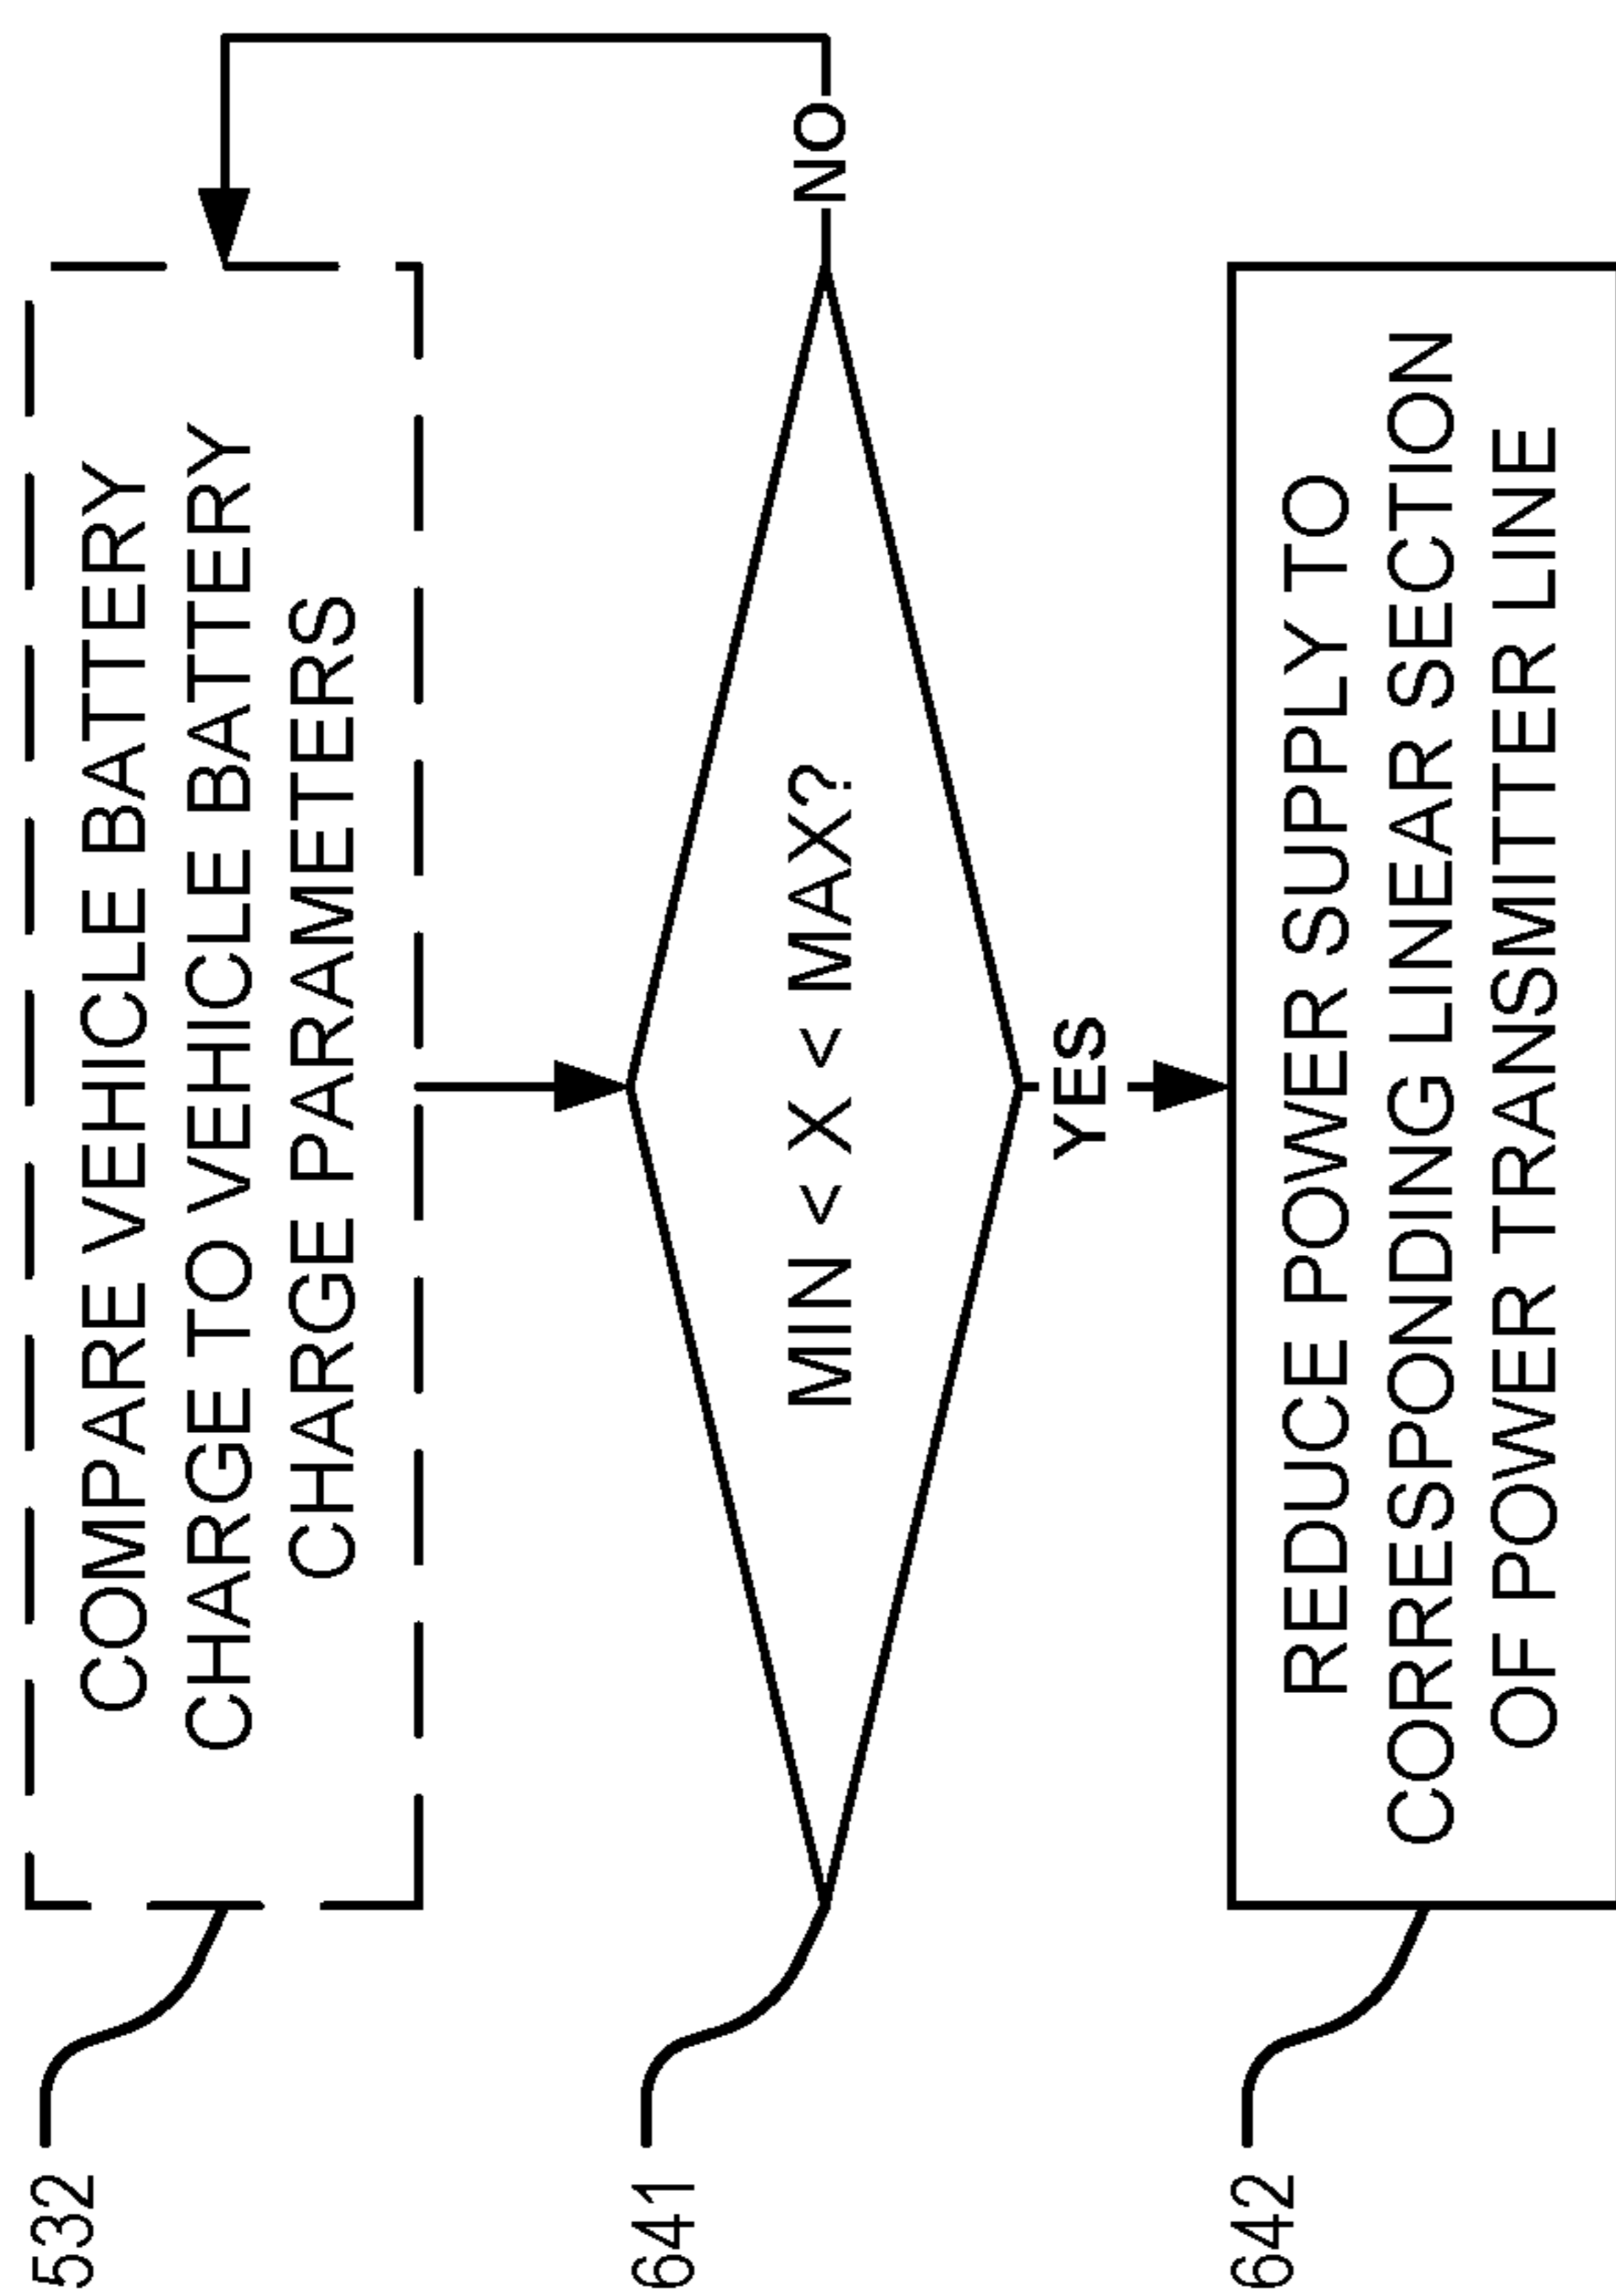 532
COMPARE VEHICLE BATTERY
CHARGE TO VEHICLE BATTERY
CHARGE PARAMETERS
641
MIN < X < MAX?
NO
YES
642
REDUCE POWER SUPPLY TO
CORRESPONDING LINEAR SECTION
OF POWER TRANSMITTER LINE